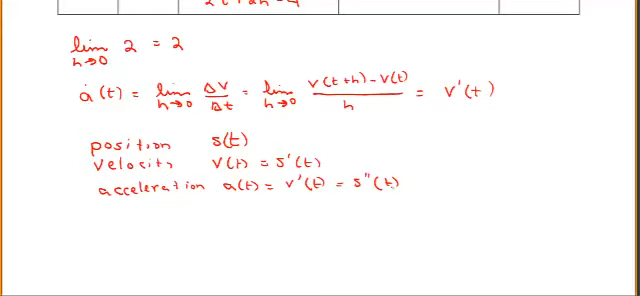 lim h→0 2 = 2
a(t) = lim h→0 Δv/Δt = lim h→0 (v(t+h) - v(t))/h = v'(t)
position s(t)
velocity v(t) = s'(t)
acceleration a(t) = v'(t) = s"(t)